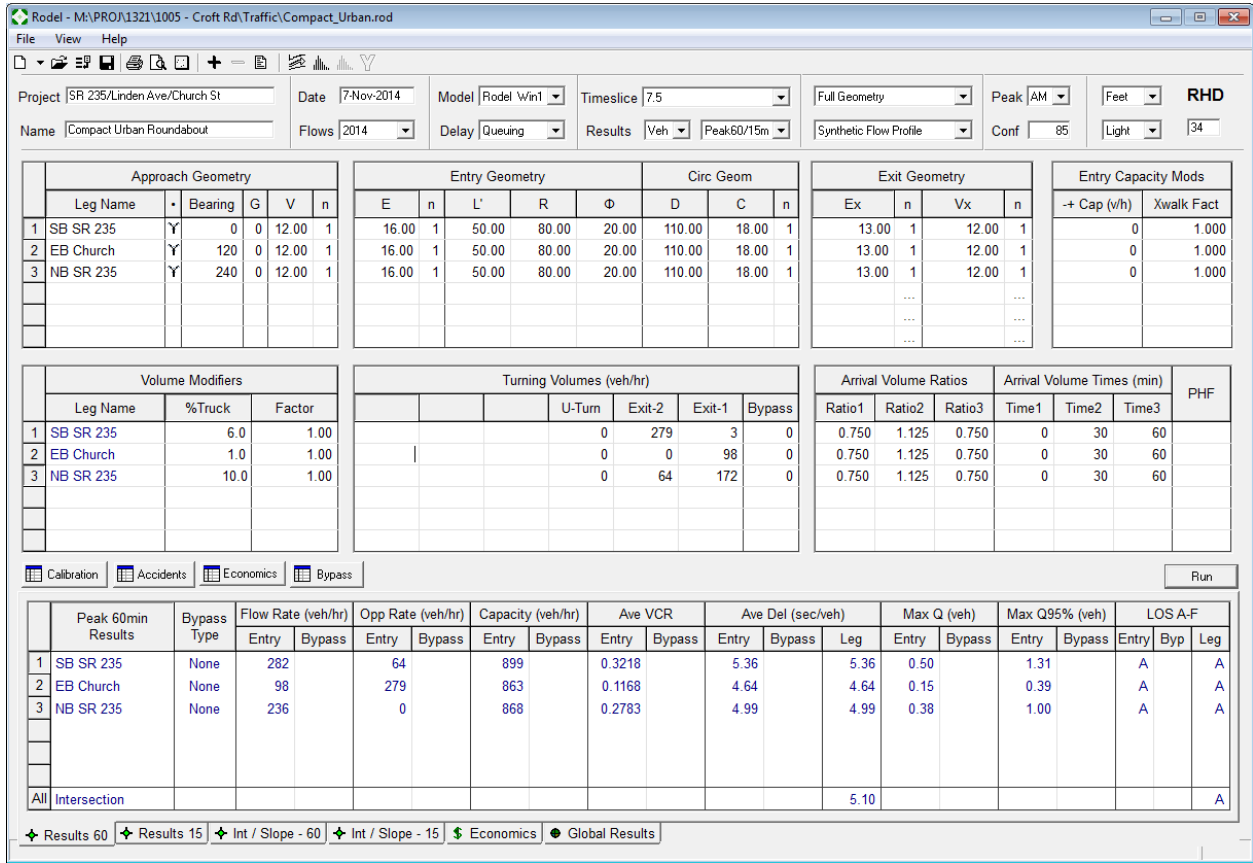 Rodel - M:\PROJ\1321\1005 - Croft Rd\Traffic\Compact_Urban.rod
File View Help
Project SR 235/Linden Ave/Church St Date 7-Nov-2014 Model Rodel Win1 Timeslice 7.5 Full Geometry Peak AM Feet RHD
Name Compact Urban Roundabout Flows 2014 Delay Queuing Results Veh Peak60/15m Synthetic Flow Profile Conf 85 Light 34
Approach Geometry Entry Geometry Circ Geom Exit Geometry Entry Capacity Mods
Leg Name • Bearing G V n E n L' R Φ D C n Ex n Vx n -+ Cap (v/h) Xwalk Fact
1 SB SR 235 Y 0 0 12.00 1 16.00 1 50.00 80.00 20.00 110.00 18.00 1 13.00 1 12.00 1 0 1.000
2 EB Church Y 120 0 12.00 1 16.00 1 50.00 80.00 20.00 110.00 18.00 1 13.00 1 12.00 1 0 1.000
3 NB SR 235 Y 240 0 12.00 1 16.00 1 50.00 80.00 20.00 110.00 18.00 1 13.00 1 12.00 1 0 1.000
... ...
... ...
... ...
Volume Modifiers Turning Volumes (veh/hr) Arrival Volume Ratios Arrival Volume Times (min) PHF
Leg Name %Truck Factor U-Turn Exit-2 Exit-1 Bypass Ratio1 Ratio2 Ratio3 Time1 Time2 Time3
1 SB SR 235 6.0 1.00 0 279 3 0 0.750 1.125 0.750 0 30 60
2 EB Church 1.0 1.00 0 0 98 0 0.750 1.125 0.750 0 30 60
3 NB SR 235 10.0 1.00 0 64 172 0 0.750 1.125 0.750 0 30 60
Calibration Accidents Economics Bypass Run
Peak 60min Results Bypass Type Flow Rate (veh/hr) Opp Rate (veh/hr) Capacity (veh/hr) Ave VCR Ave Del (sec/veh) Max Q (veh) Max Q95% (veh) LOS A-F
Entry Bypass Entry Bypass Entry Bypass Entry Bypass Entry Bypass Leg Entry Bypass Entry Bypass Entry Byp Leg
1 SB SR 235 None 282 64 899 0.3218 5.36 5.36 0.50 1.31 A A
2 EB Church None 98 279 863 0.1168 4.64 4.64 0.15 0.39 A A
3 NB SR 235 None 236 0 868 0.2783 4.99 4.99 0.38 1.00 A A
All Intersection 5.10 A
Results 60 Results 15 Int / Slope - 60 Int / Slope - 15 $ Economics Global Results